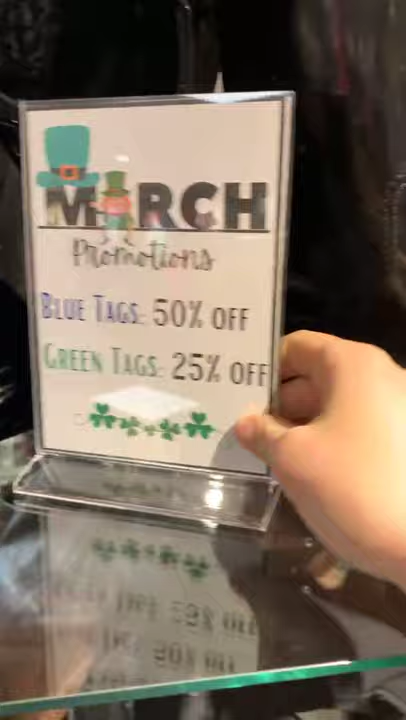 MARCH
Promotions
BLUE TAGS: 50% OFF
GREEN TAGS: 25% OFF